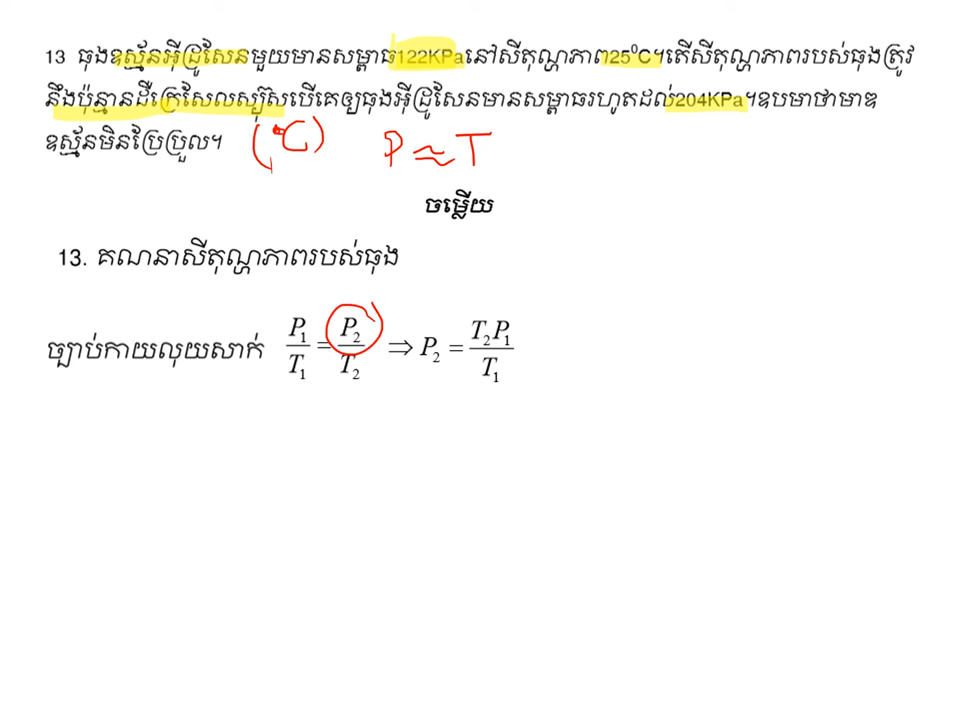 13 ធុងឧស្ម័នអ៊ីដ្រូសែនមួយមានសម្ពាធ122KPaនៅសីតុណ្ហភាព25⁰C។តើសីតុណ្ហភាពរបស់ធុងត្រូវ
នឹងប៉ុន្មានដឺក្រេសែលស្យ៊ុសបើគេឲ្យធុងអ៊ីដ្រូសែនមានសម្ពាធរហូតដល់204KPa។ឧបមាថាមាឌ
ឧស្ម័នមិនប្រែប្រួល។ (°C) P ≈ T
ចម្លើយ
13. គណនាសីតុណ្ហភាពរបស់ធុង
ច្បាប់កាយលុយសាក់ P₁/T₁ = P₂/T₂ ⇒ P₂ = T₂P₁/T₁